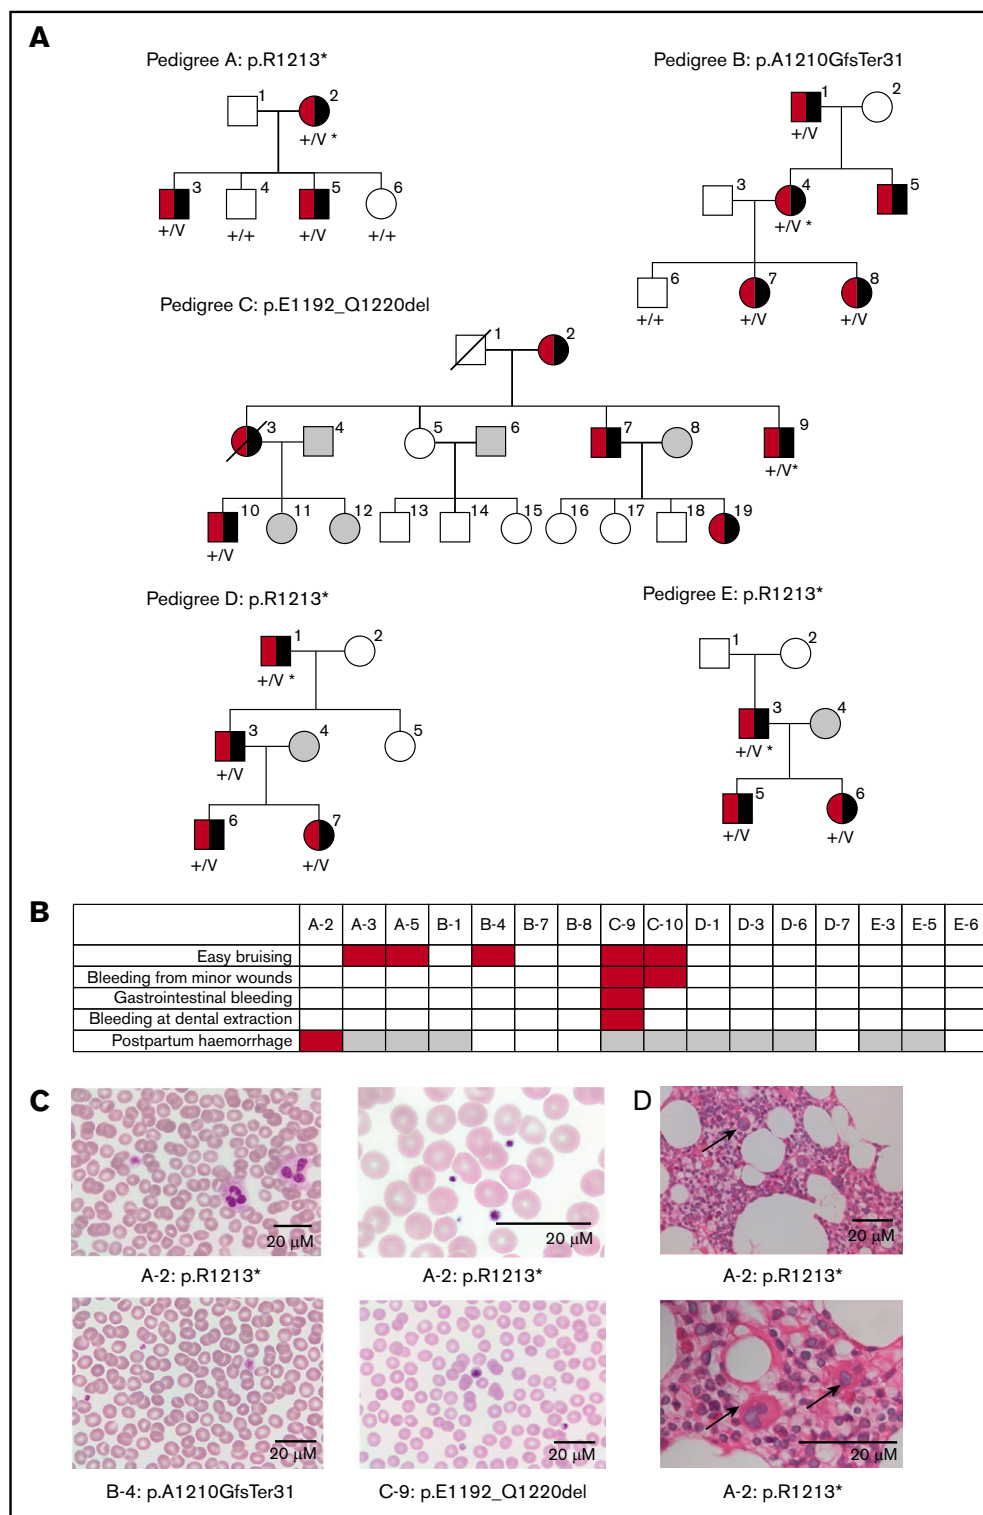 A
Pedigree A: p.R1213*
1
2
+/V *
3
4
5
6
+/V
+/+
+/V
+/+
Pedigree B: p.A1210GfsTer31
1
2
+/V
3
4
5
+/V *
6
7
8
+/+
+/V
+/V
Pedigree C: p.E1192_Q1220del
1
2
3
4
5
6
7
8
9
+/V*
10
11
12
13
14
15
16
17
18
19
+/V
Pedigree D: p.R1213*
1
2
+/V *
3
4
5
+/V
6
7
+/V
+/V
Pedigree E: p.R1213*
1
2
3
4
+/V *
5
6
+/V
+/V
B
A-2 A-3 A-5 B-1 B-4 B-7 B-8 C-9 C-10 D-1 D-3 D-6 D-7 E-3 E-5 E-6
Easy bruising
Bleeding from minor wounds
Gastrointestinal bleeding
Bleeding at dental extraction
Postpartum haemorrhage
C
20 µM
A-2: p.R1213*
20 µM
A-2: p.R1213*
20 µM
B-4: p.A1210GfsTer31
20 µM
C-9: p.E1192_Q1220del
D
20 µM
A-2: p.R1213*
20 µM
A-2: p.R1213*